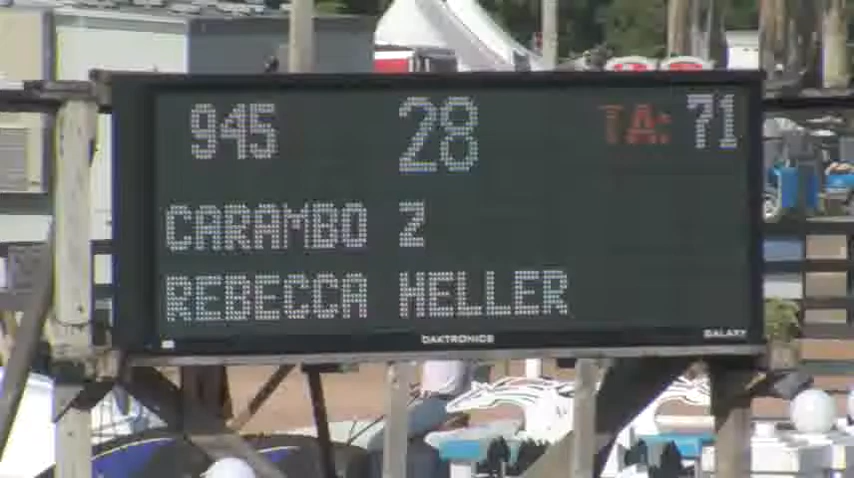 945 28 TA: 71
CARAMBO Z
REBECCA HELLER
DAKTRONICS GALAXY